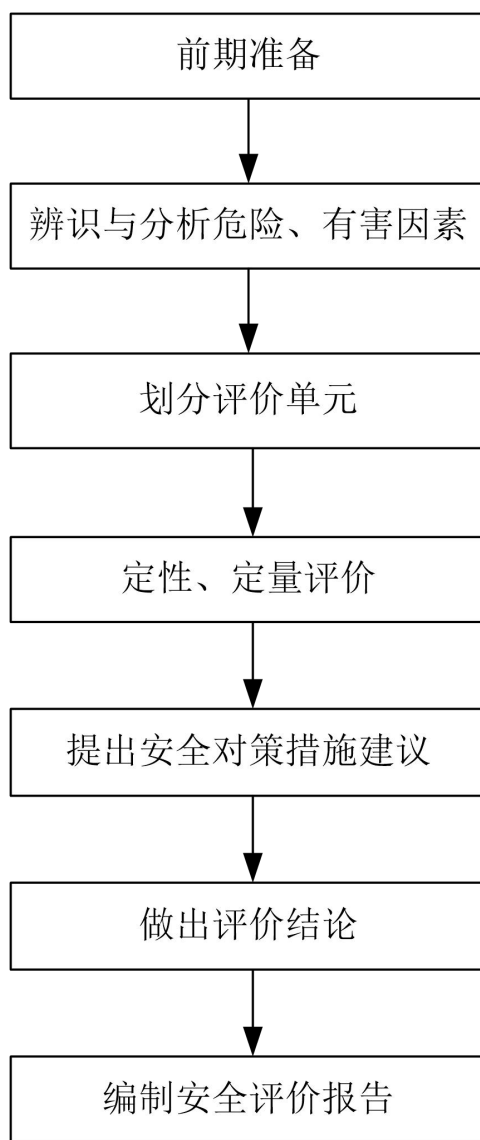 前期准备
辨识与分析危险、有害因素
划分评价单元
定性、定量评价
提出安全对策措施建议
做出评价结论
编制安全评价报告